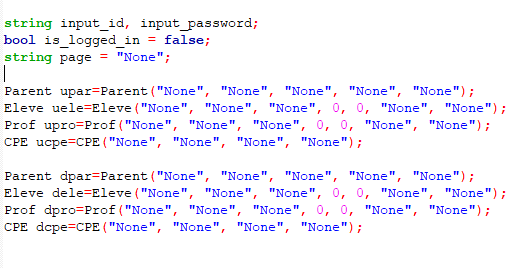 string input_id, input_password;
bool is_logged_in = false;
string page = "None";
Parent upar=Parent("None", "None", "None", "None", "None");
Eleve uele=Eleve("None", "None", "None", 0, 0, "None", "None");
Prof upro=Prof("None", "None", "None", 0, 0, "None", "None");
CPE ucpe=CPE("None", "None", "None", "None");
Parent dpar=Parent("None", "None", "None", "None", "None");
Eleve dele=Eleve("None", "None", "None", 0, 0, "None", "None");
Prof dpro=Prof("None", "None", "None", 0, 0, "None", "None");
CPE dcpe=CPE("None", "None", "None", "None");